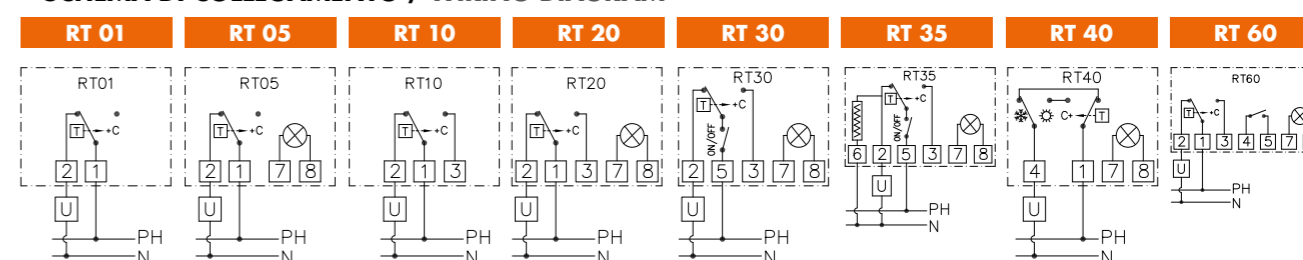 RT 01 RT 05 RT 10 RT 20 RT 30 RT 35 RT 40 RT 60
RT01
T +C
2 1
U
PH
N
RT05
T +C
2 1 7 8
U
PH
N
RT10
T +C
2 1 3
U
PH
N
RT20
T +C
2 1 3 7 8
U
PH
N
RT30
T +C
ON/OFF
2 5 3 7 8
U
PH
N
RT35
T +C
ON/OFF
6 2 5 3 7 8
U
PH
N
RT40
C+ T
4 1 7 8
U
PH
N
RT60
T +C
2 1 3 4 5 7
U
PH
N